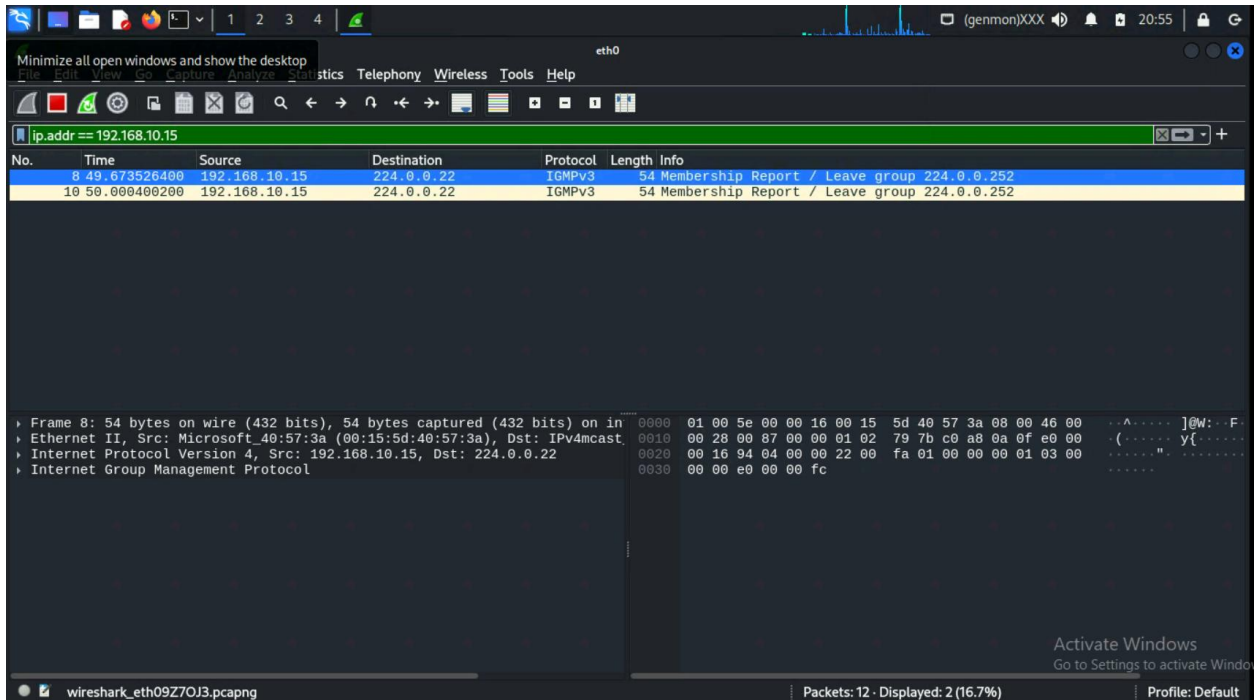 1 2 3 4 (genmon)XXX 20:55
Minimize all open windows and show the desktop
eth0
File Edit View Go Capture Analyze Statistics Telephony Wireless Tools Help
ip.addr == 192.168.10.15
No. Time Source Destination Protocol Length Info
8 49.673526400 192.168.10.15 224.0.0.22 IGMPv3 54 Membership Report / Leave group 224.0.0.252
10 50.000400200 192.168.10.15 224.0.0.22 IGMPv3 54 Membership Report / Leave group 224.0.0.252
Frame 8: 54 bytes on wire (432 bits), 54 bytes captured (432 bits) on in
Ethernet II, Src: Microsoft_40:57:3a (00:15:5d:40:57:3a), Dst: IPv4mcast_
Internet Protocol Version 4, Src: 192.168.10.15, Dst: 224.0.0.22
Internet Group Management Protocol
0000 01 00 5e 00 00 16 00 15 5d 40 57 3a 08 00 46 00 ··^····· ]@W:··F·
0010 00 28 00 87 00 00 01 02 79 7b c0 a8 0a 0f e0 00 ·(······ y{······
0020 00 16 94 04 00 00 22 00 fa 01 00 00 00 01 03 00 ······"· ········
0030 00 00 e0 00 00 fc ······
Activate Windows
Go to Settings to activate Windo
wireshark_eth09Z7OJ3.pcapng
Packets: 12 · Displayed: 2 (16.7%)
Profile: Default